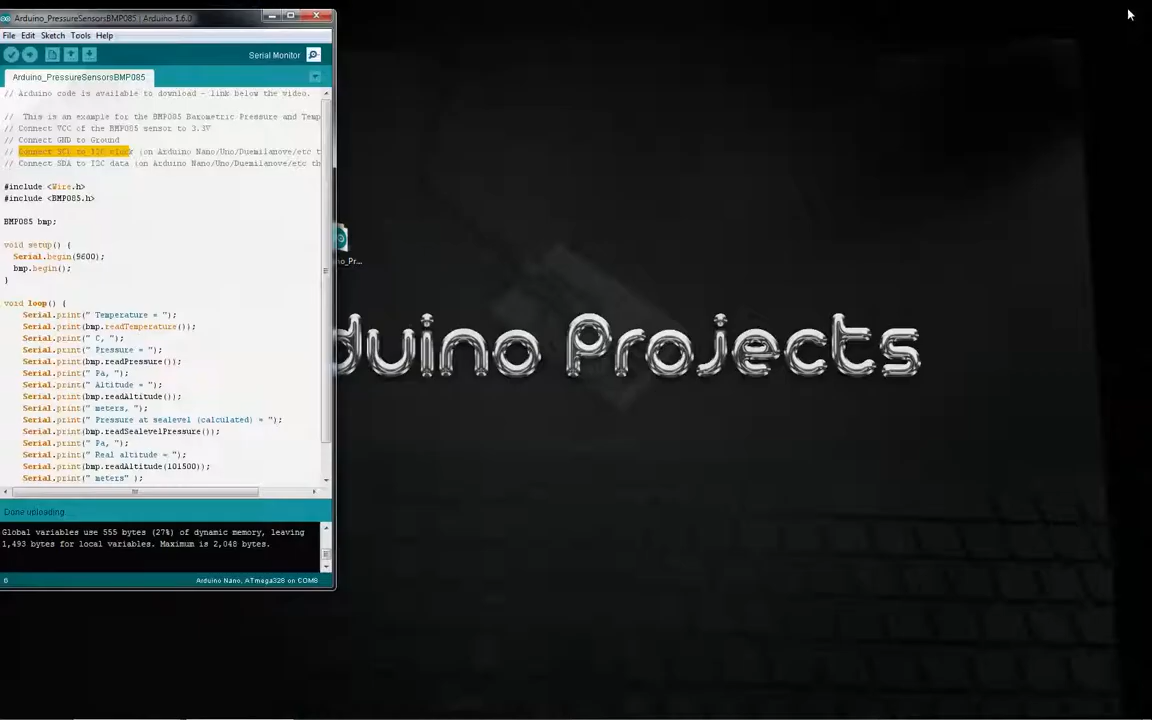 Arduino_PressureSensorsBMP085 | Arduino 1.6.0
File Edit Sketch Tools Help
Serial Monitor
Arduino_PressureSensorsBMP085
// Arduino code is available to download - link below the video.
// This is an example for the BMP085 Barometric Pressure and Temp
// Connect VCC of the BMP085 sensor to 3.3V
// Connect GND to Ground
// Connect SCL to I2C clock (on Arduino Nano/Uno/Duemilanove/etc t
// Connect SDA to I2C data (on Arduino Nano/Uno/Duemilanove/etc th
#include <Wire.h>
#include <BMP085.h>
BMP085 bmp;
void setup() {
Serial.begin(9600);
bmp.begin();
}
void loop() {
Serial.print(" Temperature = ");
Serial.print(bmp.readTemperature());
Serial.print(" C, ");
Serial.print(" Pressure = ");
Serial.print(bmp.readPressure());
Serial.print(" Pa, ");
Serial.print(" Altitude = ");
Serial.print(bmp.readAltitude());
Serial.print(" meters, ");
Serial.print(" Pressure at sealevel (calculated) = ");
Serial.print(bmp.readSealevelPressure());
Serial.print(" Pa, ");
Serial.print(" Real altitude = ");
Serial.print(bmp.readAltitude(101500));
Serial.print(" meters" );
Done uploading.
Global variables use 555 bytes (27%) of dynamic memory, leaving
1,493 bytes for local variables. Maximum is 2,048 bytes.
6 Arduino Nano, ATmega328 on COM8
no_Pr...
duino Projects